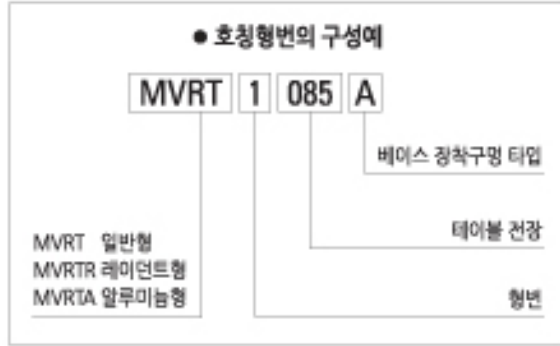 ● 호칭형번의 구성예
MVRT 1 085 A
베이스 장착구멍 타입
테이블 전장
MVRT 일반형
MVRTR 레이던트형
MVRTA 알루미늄형
형번